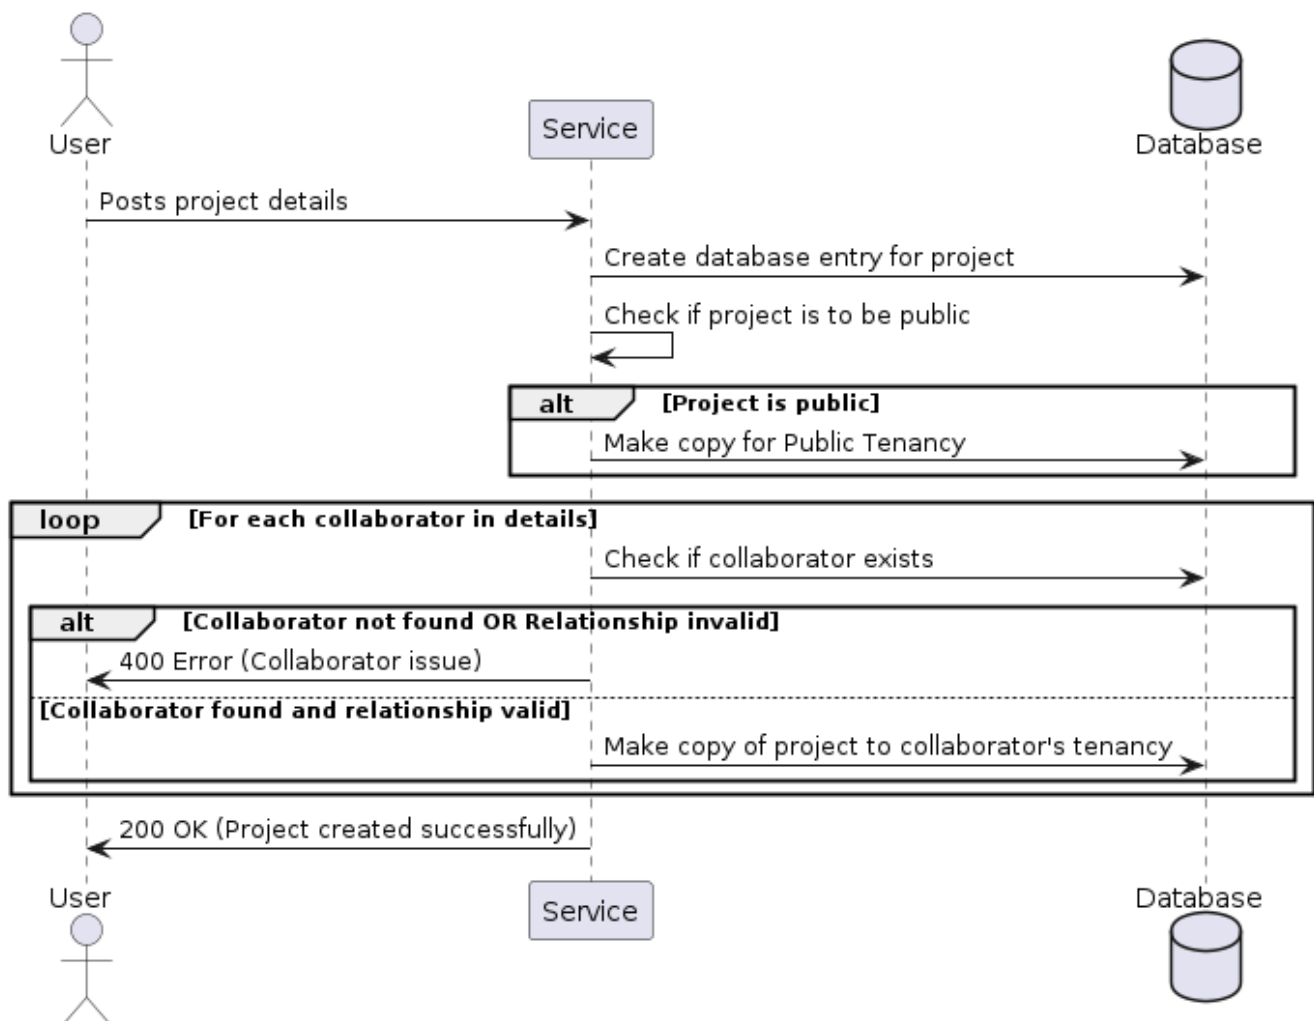 User
Service
Database
Posts project details
Create database entry for project
Check if project is to be public
alt [Project is public]
Make copy for Public Tenancy
loop [For each collaborator in details]
Check if collaborator exists
alt [Collaborator not found OR Relationship invalid]
400 Error (Collaborator issue)
[Collaborator found and relationship valid]
Make copy of project to collaborator's tenancy
200 OK (Project created successfully)
User
Service
Database